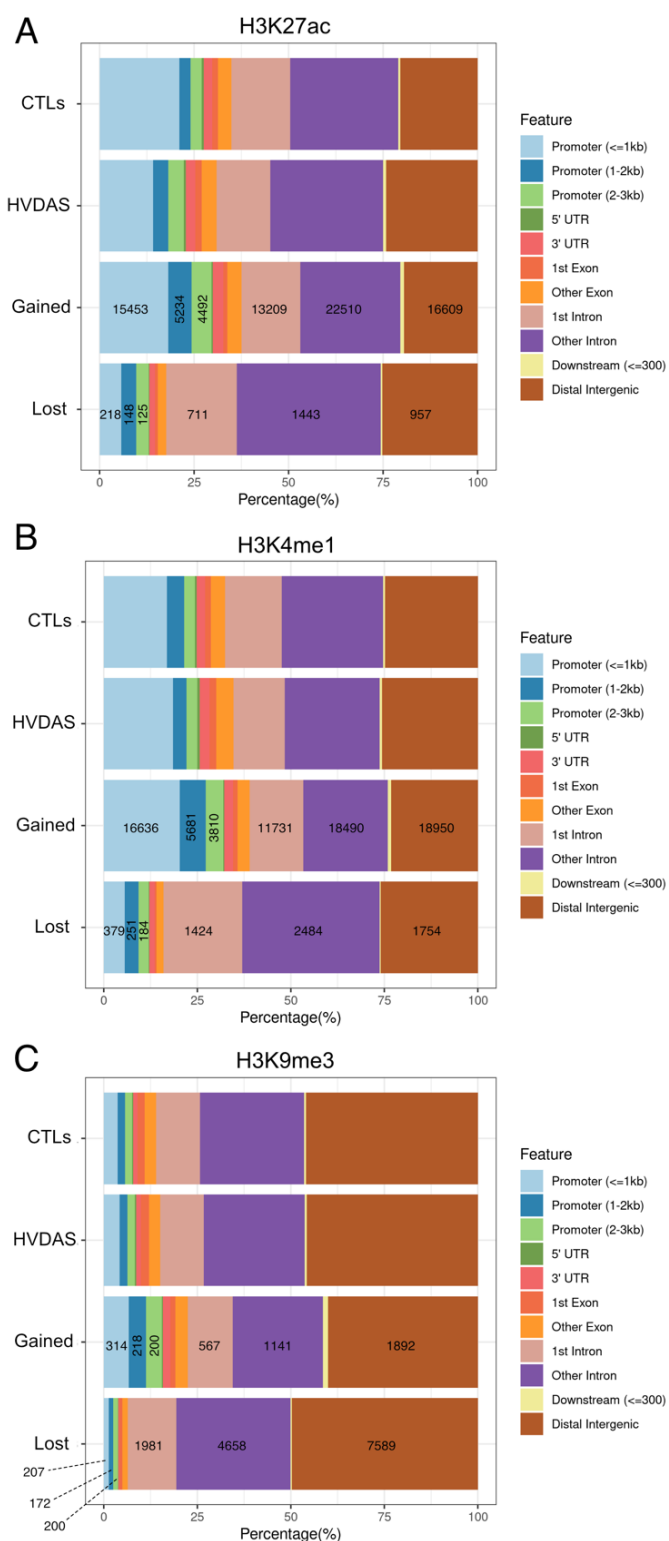 A
H3K27ac
CTLs
HVDAS
Gained
15453
5234
4492
13209
22510
16609
Lost
218
148
125
711
1443
957
0
25
50
75
100
Percentage(%)
Feature
Promoter (<=1kb)
Promoter (1-2kb)
Promoter (2-3kb)
5' UTR
3' UTR
1st Exon
Other Exon
1st Intron
Other Intron
Downstream (<=300)
Distal Intergenic
B
H3K4me1
CTLs
HVDAS
Gained
16636
5681
3810
11731
18490
18950
Lost
379
251
184
1424
2484
1754
0
25
50
75
100
Percentage(%)
Feature
Promoter (<=1kb)
Promoter (1-2kb)
Promoter (2-3kb)
5' UTR
3' UTR
1st Exon
Other Exon
1st Intron
Other Intron
Downstream (<=300)
Distal Intergenic
C
H3K9me3
CTLs
HVDAS
Gained
314
218
200
567
1141
1892
Lost
1981
4658
7589
207
172
200
0
25
50
75
100
Percentage(%)
Feature
Promoter (<=1kb)
Promoter (1-2kb)
Promoter (2-3kb)
5' UTR
3' UTR
1st Exon
Other Exon
1st Intron
Other Intron
Downstream (<=300)
Distal Intergenic